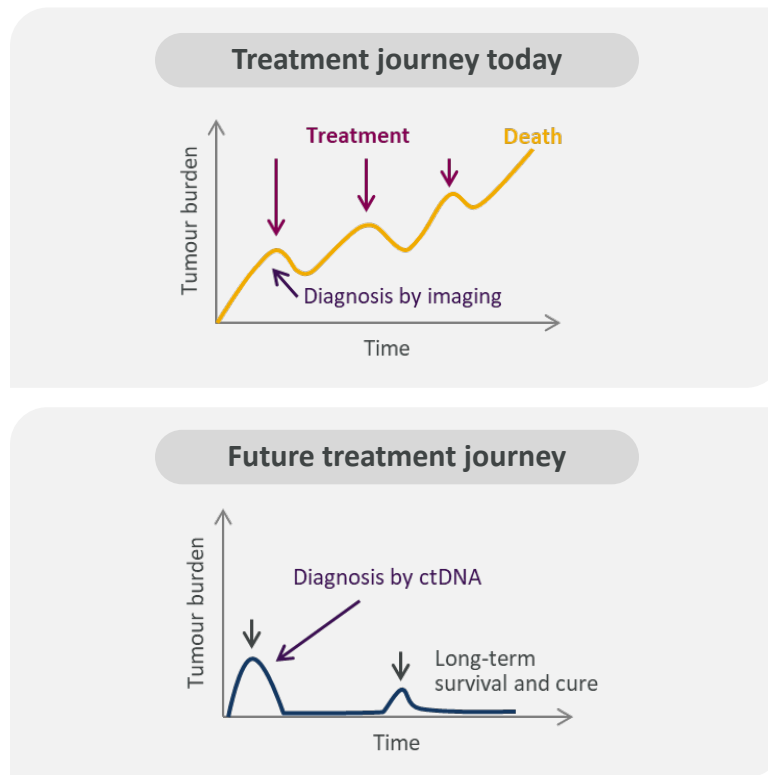 Treatment journey today
Treatment
Death
Tumour burden
Diagnosis by imaging
Time
Future treatment journey
Tumour burden
Diagnosis by ctDNA
Long-term
survival and cure
Time